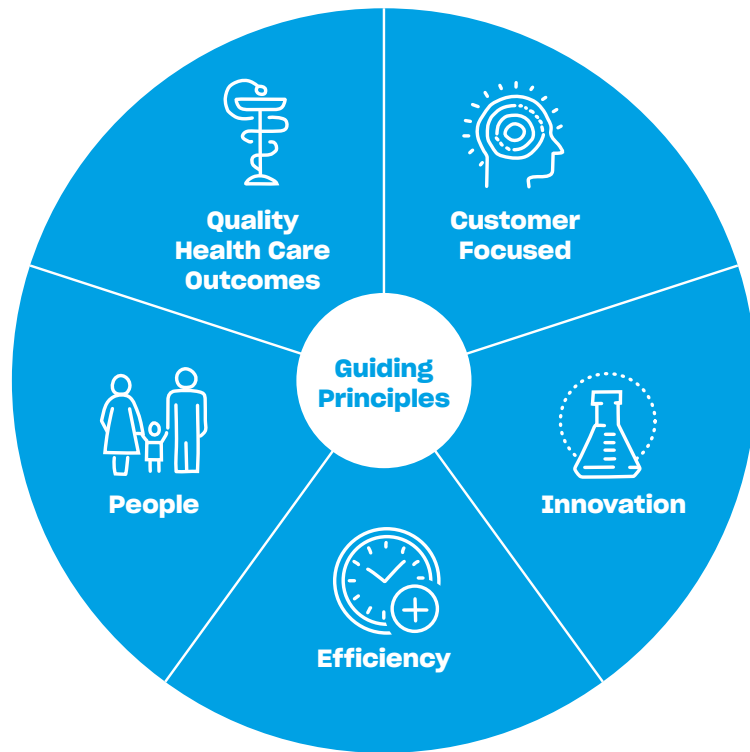 Quality
Health Care
Outcomes
Customer
Focused
Guiding
Principles
People
Innovation
Efficiency